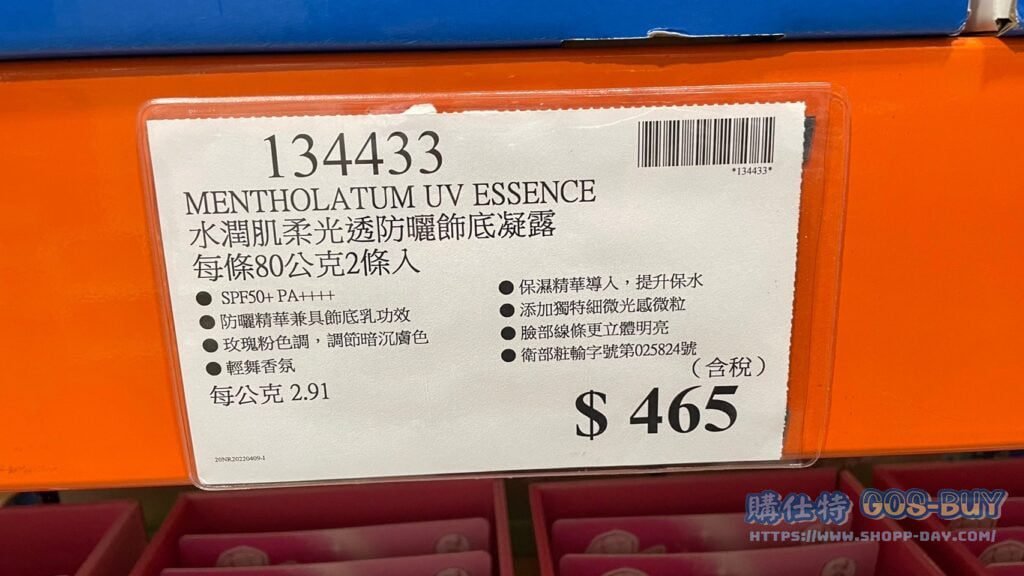 134433
*134433*
MENTHOLATUM UV ESSENCE
水潤肌柔光透防曬飾底凝露
每條80公克2條入
● SPF50+ PA++++
● 防曬精華兼具飾底乳功效
● 玫瑰粉色調，調節暗沉膚色
● 輕舞香氛
● 保濕精華導入，提升保水
● 添加獨特細微光感微粒
● 臉部線條更立體明亮
● 衛部粧輸字號第025824號
每公克 2.91
（含稅）
$ 465
20NR20220409-1
購仕特 GOS-BUY
HTTPS://WWW.SHOPP-DAY.COM/